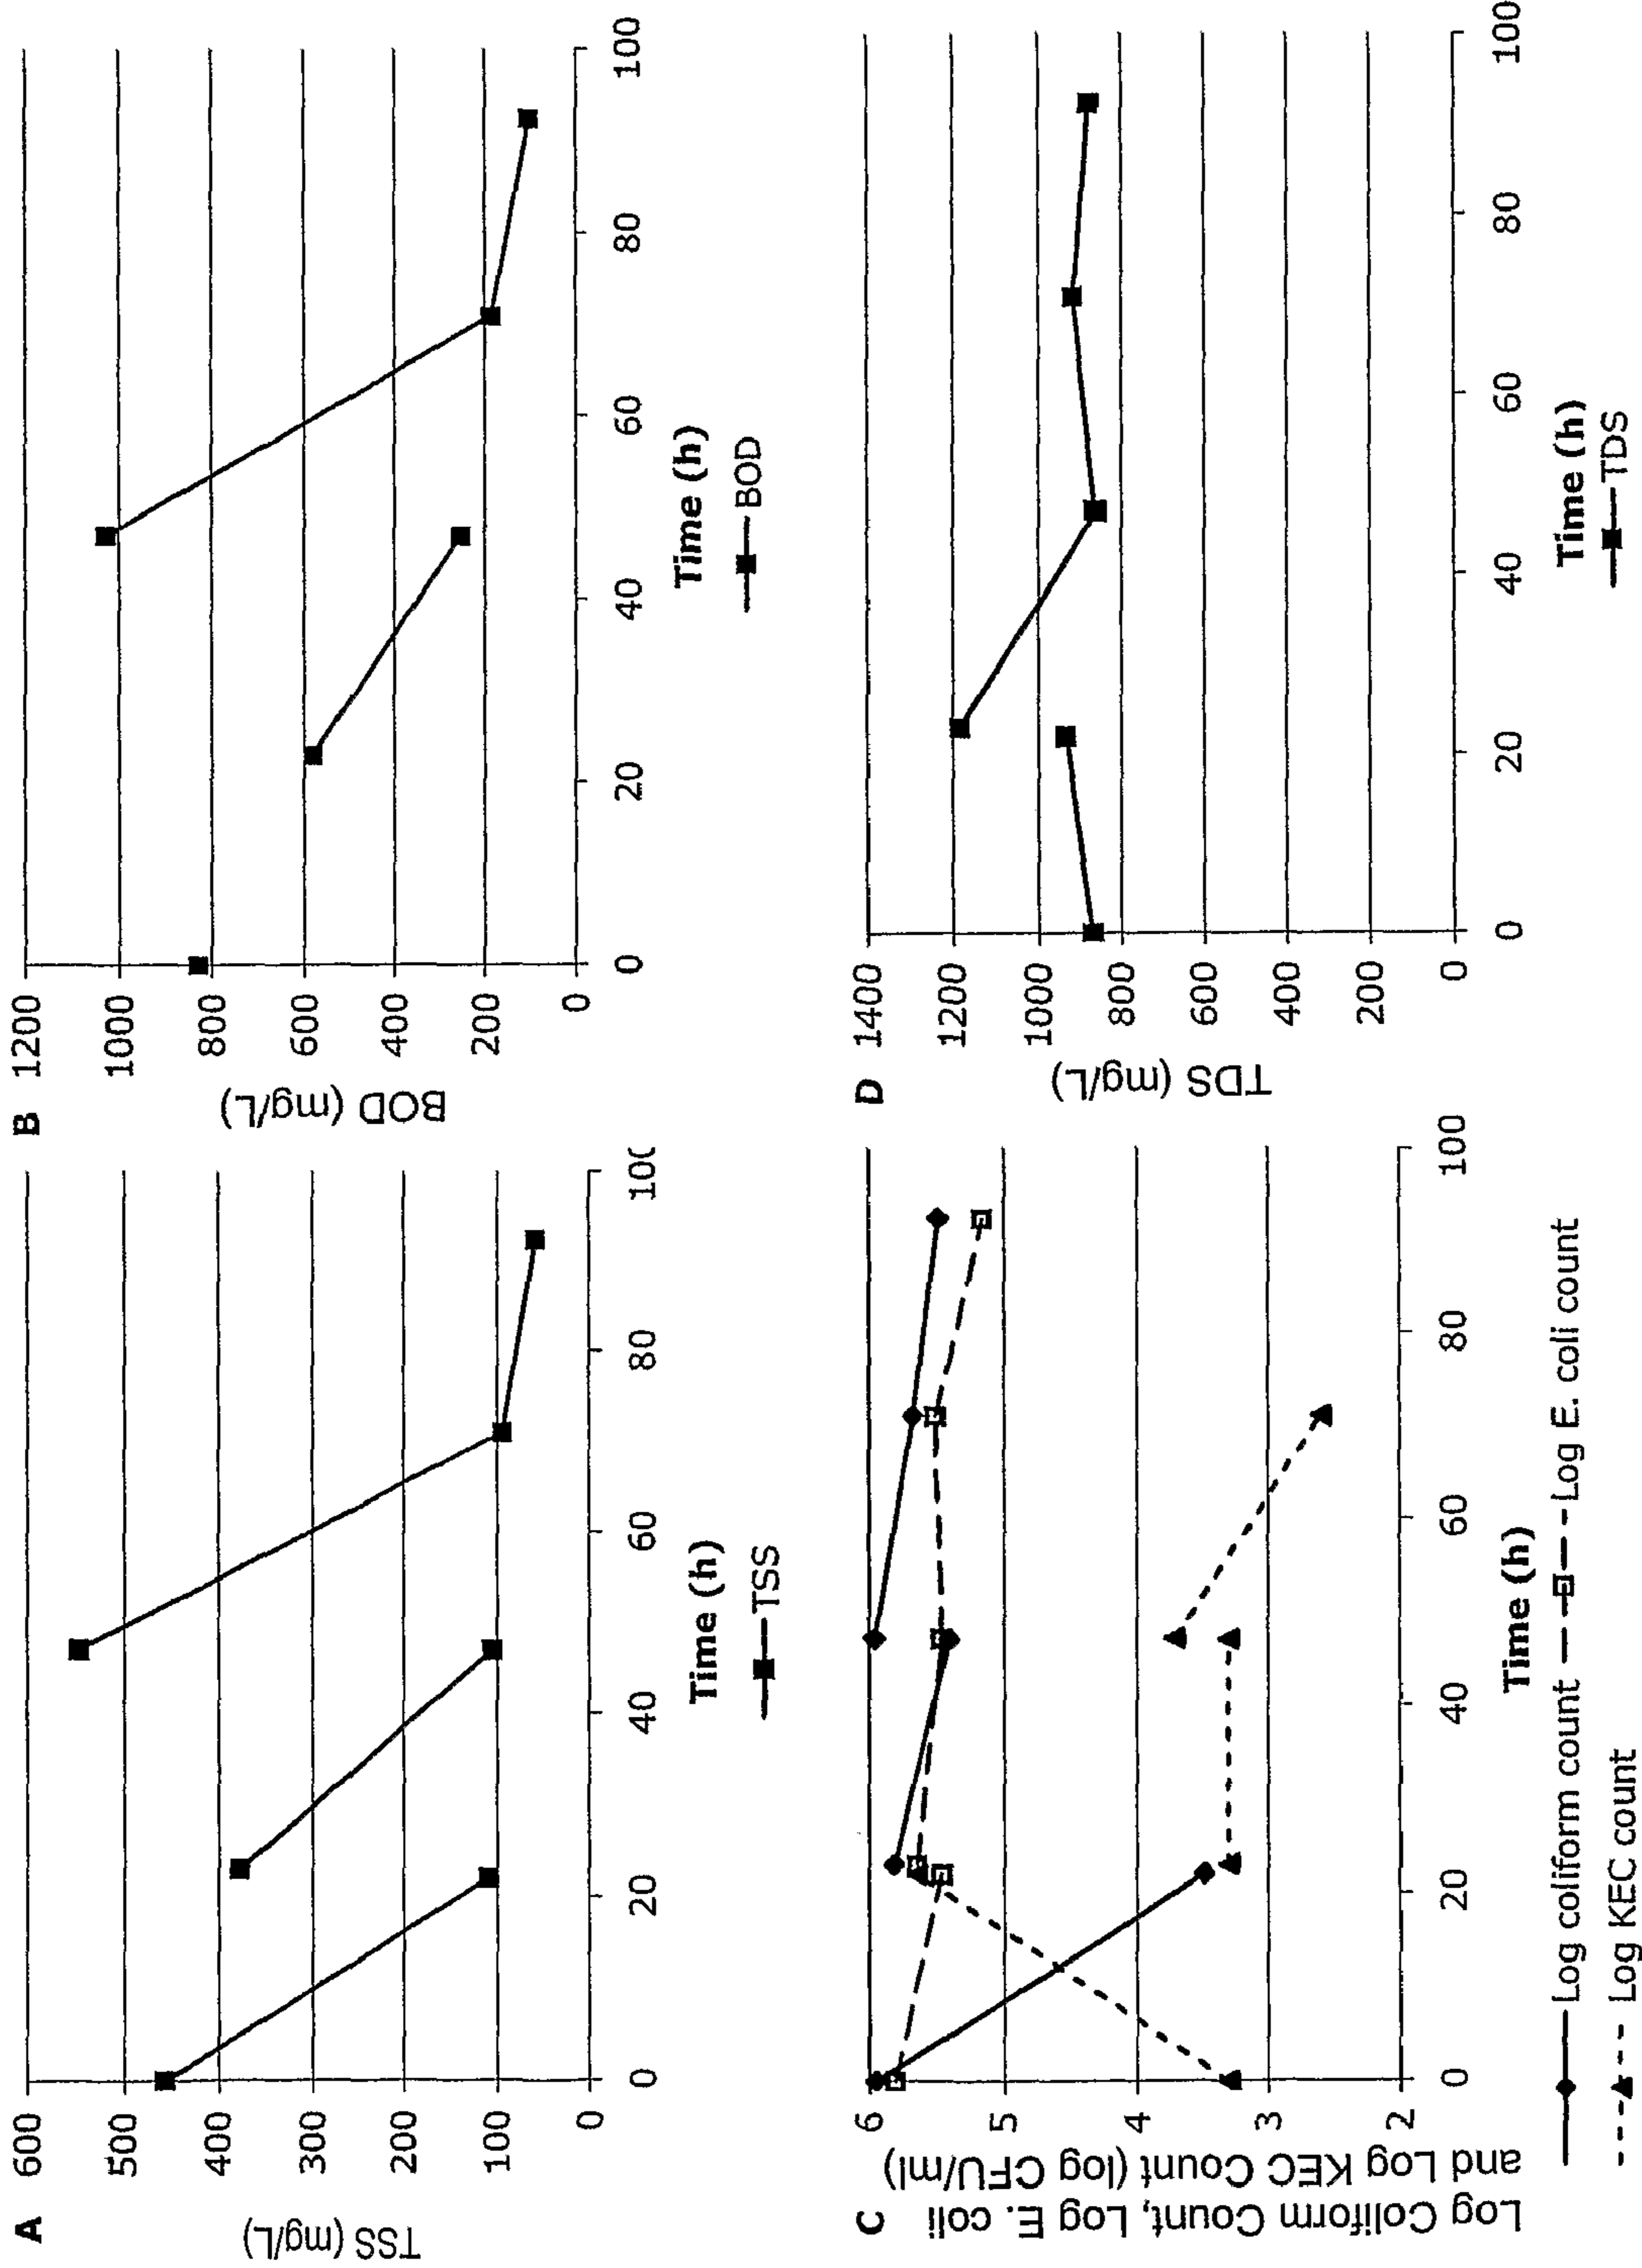 A
600
500
400
300
200
100
0
TSS (mg/L)
0 20 40 60 80 10(
Time (h)
TSS
B
1200
1000
800
600
400
200
0
BOD (mg/L)
0 20 40 60 80 100
Time (h)
BOD
C
6
5
4
3
2
Log Coliform Count, Log E. coli
and Log KEC Count (log CFU/ml)
0 20 40 60 80 100
Time (h)
Log coliform count Log E. coli count
Log KEC count
D
1400
1200
1000
800
600
400
200
0
TDS (mg/L)
0 20 40 60 80 100
Time (h)
TDS